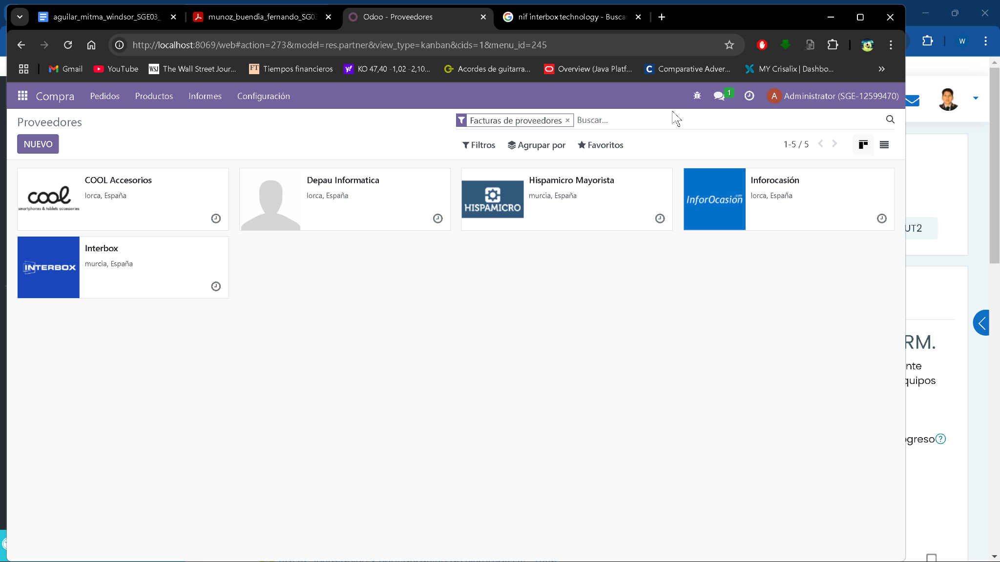 aguilar_mitma_windsor_SGE03_
munoz_buendia_fernando_SG03
Odoo - Proveedores
nif interbox technology - Busca
W
http://localhost:8069/web#action=273&model=res.partner&view_type=kanban&cids=1&menu_id=245
Gmail
YouTube
WSJ The Wall Street Jour...
FT Tiempos financieros
KO 47,40 -1,02 -2,10...
Acordes de guitarra...
Overview (Java Platf...
C Comparative Adver...
MY Crisalix | Dashbo...
»
Compra
Pedidos
Productos
Informes
Configuración
1
A Administrator (SGE-12599470)
Proveedores
Facturas de proveedores ×
Buscar...
NUEVO
Filtros
Agrupar por
Favoritos
1-5 / 5
cool
smartphones & tablets accessories
COOL Accesorios
lorca, España
Depau Informatica
lorca, España
HISPAMICRO
Hispamicro Mayorista
murcia, España
InforOcasión.com
Inforocasión
lorca, España
UT2
INTERBOX
Interbox
murcia, España
RM.
nte
quipos
ogreso
?